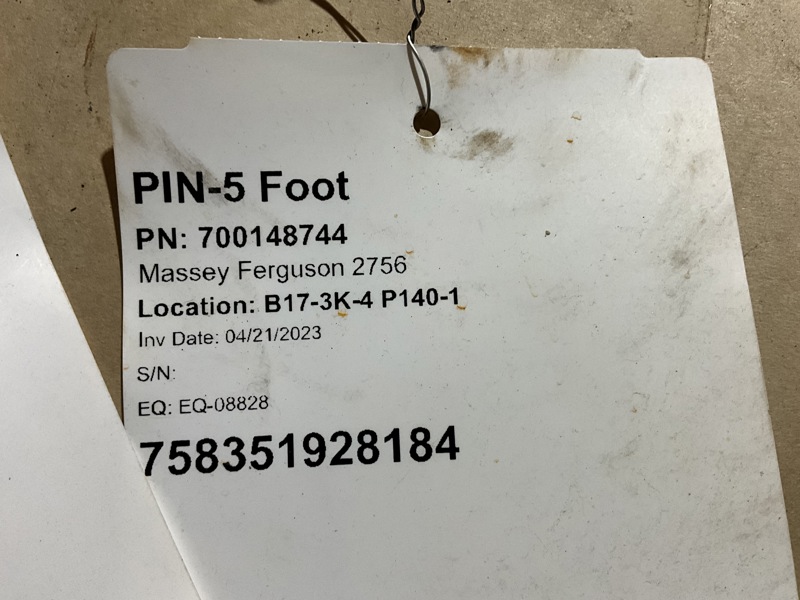 PIN-5 Foot
PN: 700148744
Massey Ferguson 2756
Location: B17-3K-4 P140-1
Inv Date: 04/21/2023
S/N:
EQ: EQ-08828
758351928184